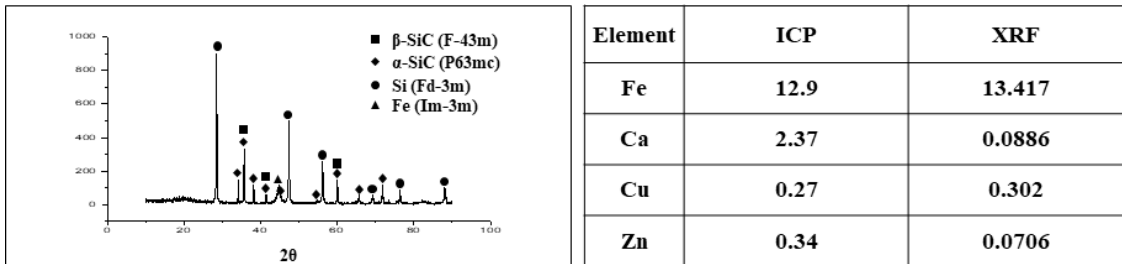 1000
800
600
400
200
0
0 20 40 60 80 100
2θ
β-SiC (F-43m)
α-SiC (P63mc)
Si (Fd-3m)
Fe (Im-3m)
Element ICP XRF
Fe 12.9 13.417
Ca 2.37 0.0886
Cu 0.27 0.302
Zn 0.34 0.0706